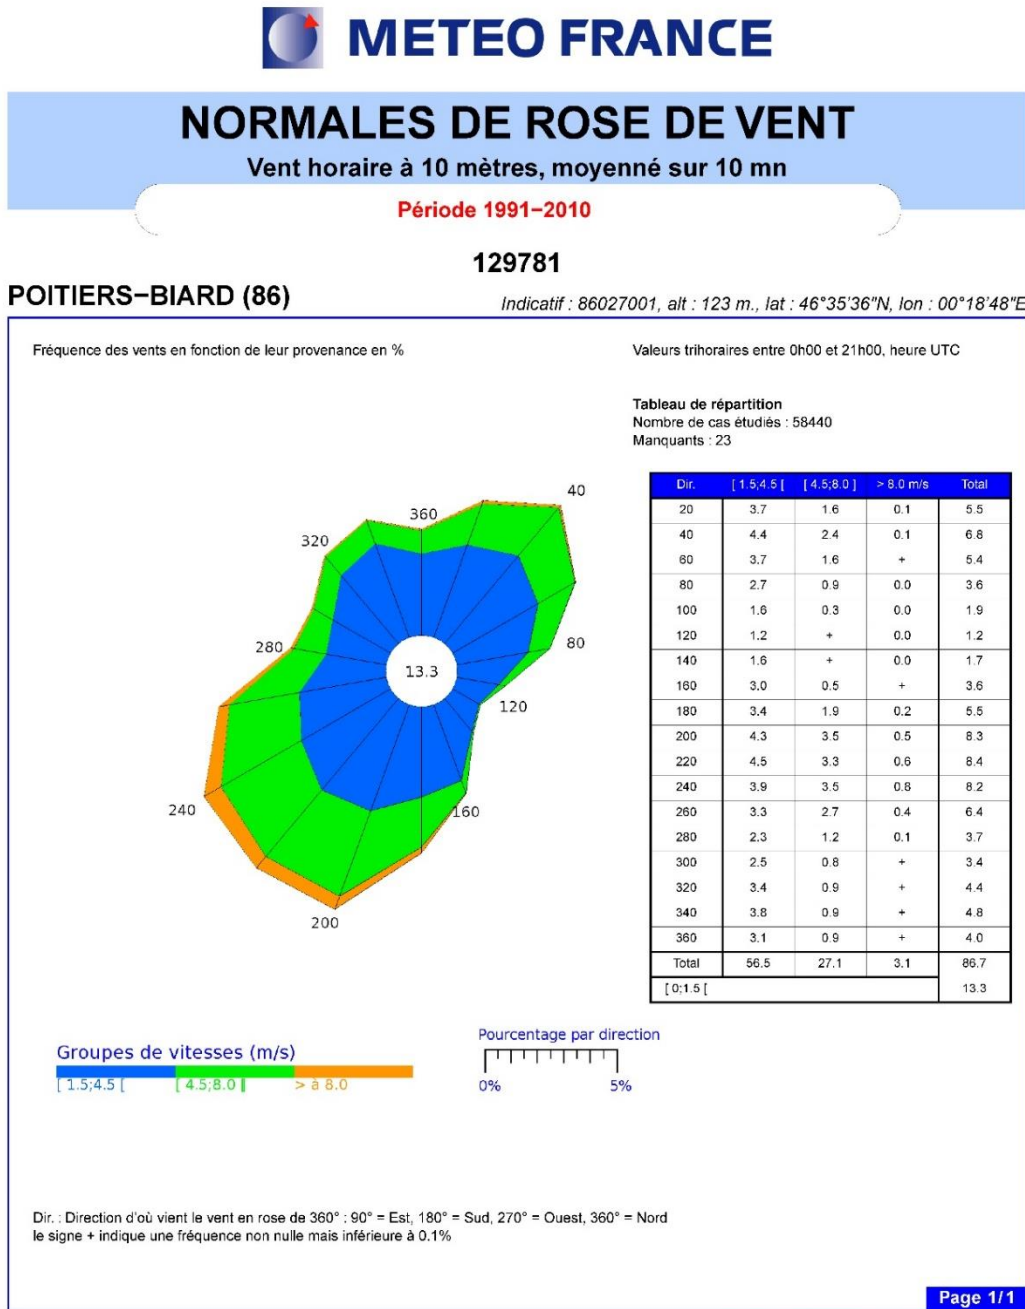 METEO FRANCE
NORMALES DE ROSE DE VENT
Vent horaire à 10 mètres, moyenné sur 10 mn
Période 1991−2010
129781
POITIERS−BIARD (86)
Indicatif : 86027001, alt : 123 m., lat : 46°35'36"N, lon : 00°18'48"E
Fréquence des vents en fonction de leur provenance en %
Valeurs trihoraires entre 0h00 et 21h00, heure UTC
Tableau de répartition
Nombre de cas étudiés : 58440
Manquants : 23
360
40
320
280
80
13.3
120
240
160
200
Dir. [ 1.5;4.5 [ [ 4.5;8.0 ] > 8.0 m/s Total
20 3.7 1.6 0.1 5.5
40 4.4 2.4 0.1 6.8
60 3.7 1.6 + 5.4
80 2.7 0.9 0.0 3.6
100 1.6 0.3 0.0 1.9
120 1.2 + 0.0 1.2
140 1.6 + 0.0 1.7
160 3.0 0.5 + 3.6
180 3.4 1.9 0.2 5.5
200 4.3 3.5 0.5 8.3
220 4.5 3.3 0.6 8.4
240 3.9 3.5 0.8 8.2
260 3.3 2.7 0.4 6.4
280 2.3 1.2 0.1 3.7
300 2.5 0.8 + 3.4
320 3.4 0.9 + 4.4
340 3.8 0.9 + 4.8
360 3.1 0.9 + 4.0
Total 56.5 27.1 3.1 86.7
[ 0;1.5 [ 13.3
Groupes de vitesses (m/s)
[ 1.5;4.5 [ [ 4.5;8.0 ] > à 8.0
Pourcentage par direction
0% 5%
Dir. : Direction d'où vient le vent en rose de 360° : 90° = Est, 180° = Sud, 270° = Ouest, 360° = Nord
le signe + indique une fréquence non nulle mais inférieure à 0.1%
Page 1/1